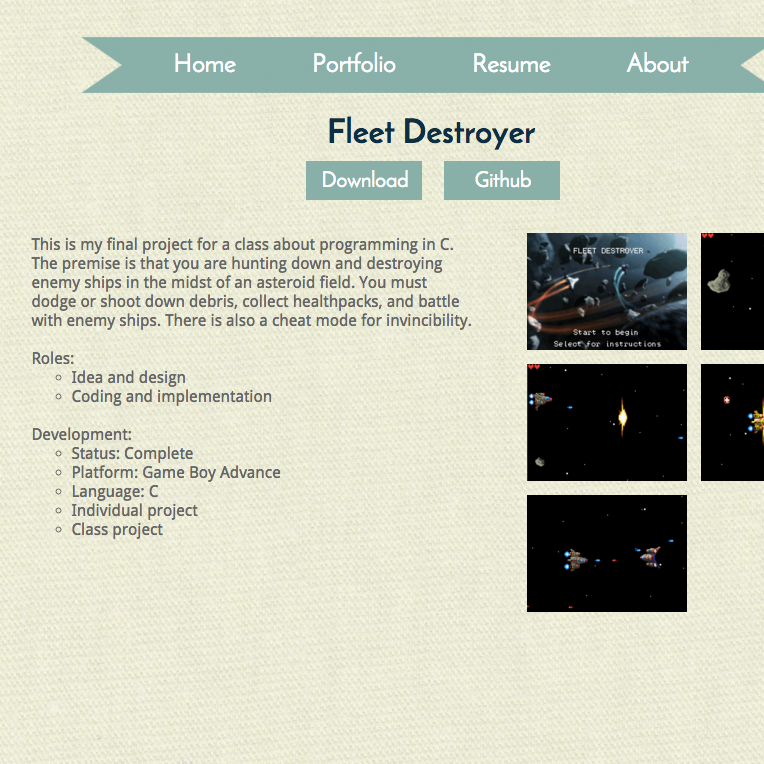 Home Portfolio Resume About
Fleet Destroyer
Download Github
This is my final project for a class about programming in C.
The premise is that you are hunting down and destroying
enemy ships in the midst of an asteroid field. You must
dodge or shoot down debris, collect healthpacks, and battle
with enemy ships. There is also a cheat mode for invincibility.
Roles:
Idea and design
Coding and implementation
Development:
Status: Complete
Platform: Game Boy Advance
Language: C
Individual project
Class project
FLEET DESTROYER
Start to begin
Select for instructions